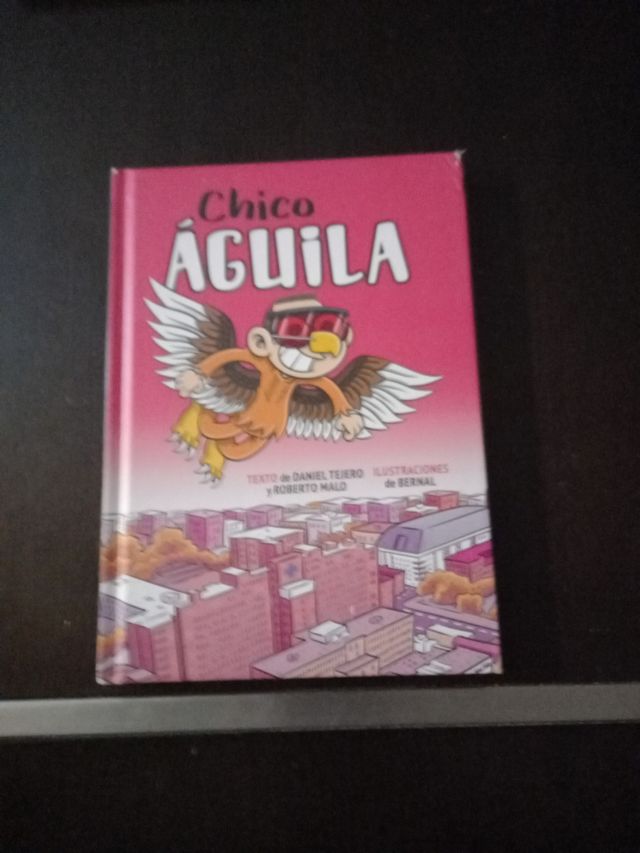 Chico
ÁGUiLA
TEXTO de DANIEL TEJERO
y ROBERTO MALO
ILUSTRACIONES
de BERNAL